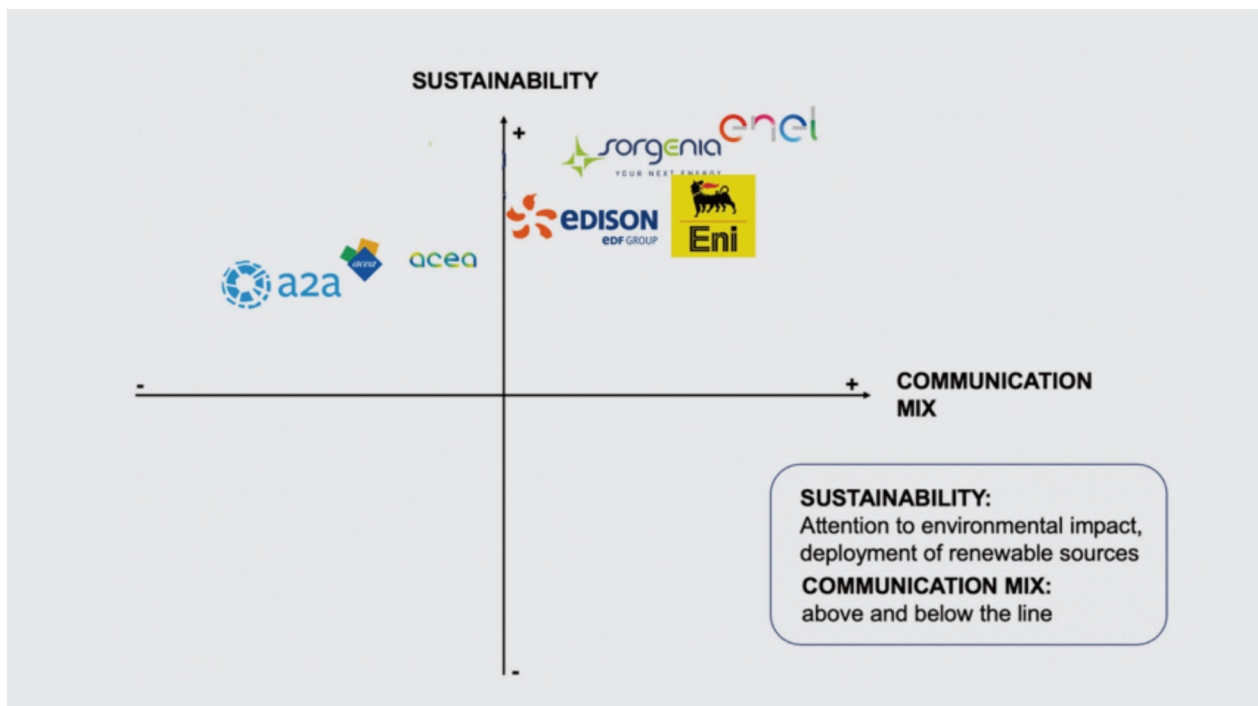 SUSTAINABILITY
+
enel
sorgenia
YOUR NEXT ENERGY
EDISON
EDF GROUP
Eni
acea
acea
a2a
-
+
COMMUNICATION
MIX
SUSTAINABILITY:
Attention to environmental impact,
deployment of renewable sources
COMMUNICATION MIX:
above and below the line
-